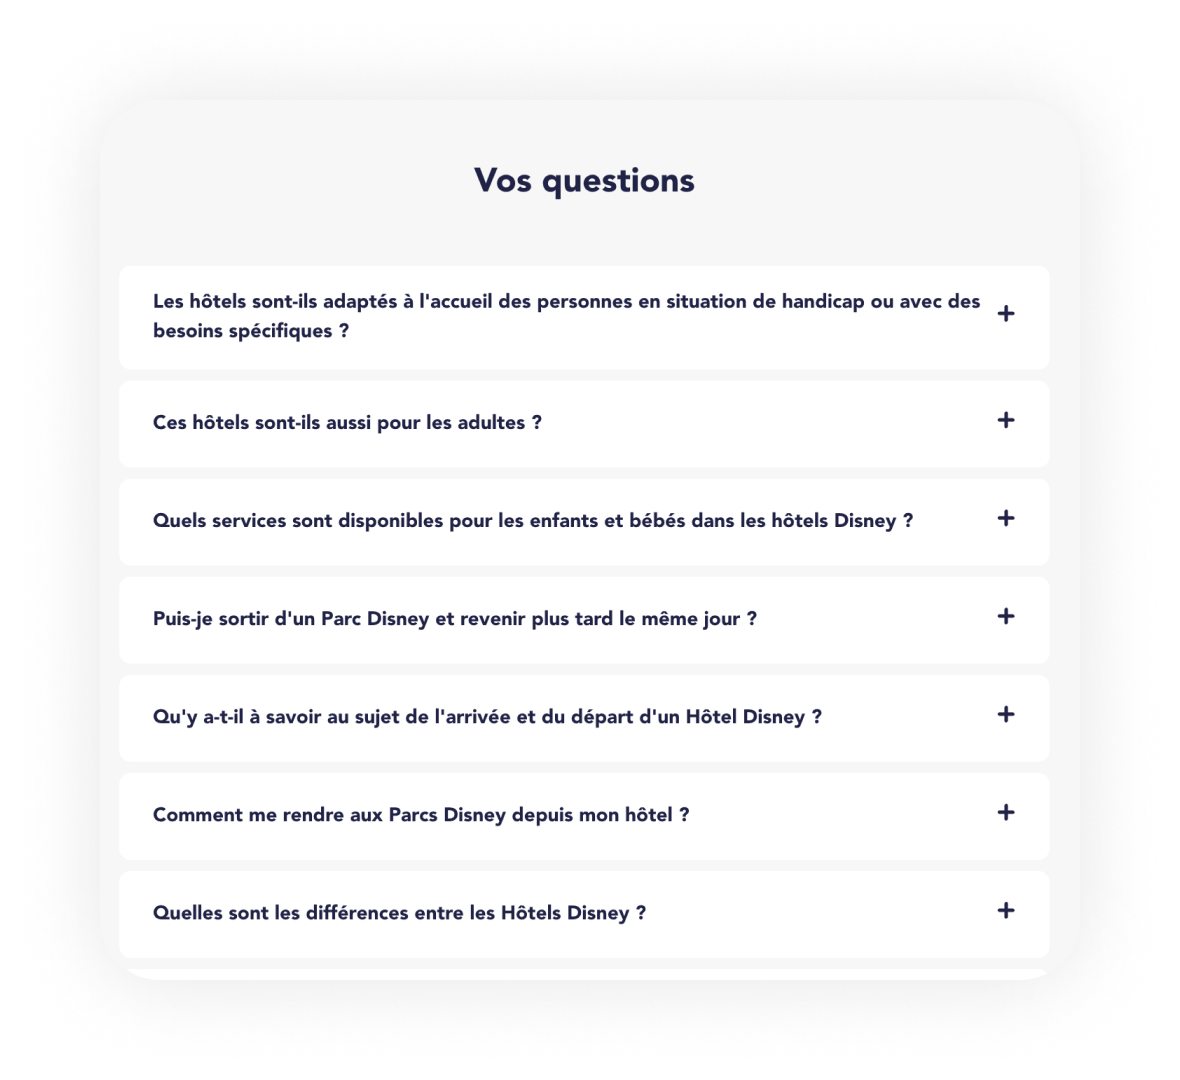 Vos questions
Les hôtels sont-ils adaptés à l'accueil des personnes en situation de handicap ou avec des
besoins spécifiques ?
Ces hôtels sont-ils aussi pour les adultes ?
Quels services sont disponibles pour les enfants et bébés dans les hôtels Disney ?
Puis-je sortir d'un Parc Disney et revenir plus tard le même jour ?
Qu'y a-t-il à savoir au sujet de l'arrivée et du départ d'un Hôtel Disney ?
Comment me rendre aux Parcs Disney depuis mon hôtel ?
Quelles sont les différences entre les Hôtels Disney ?